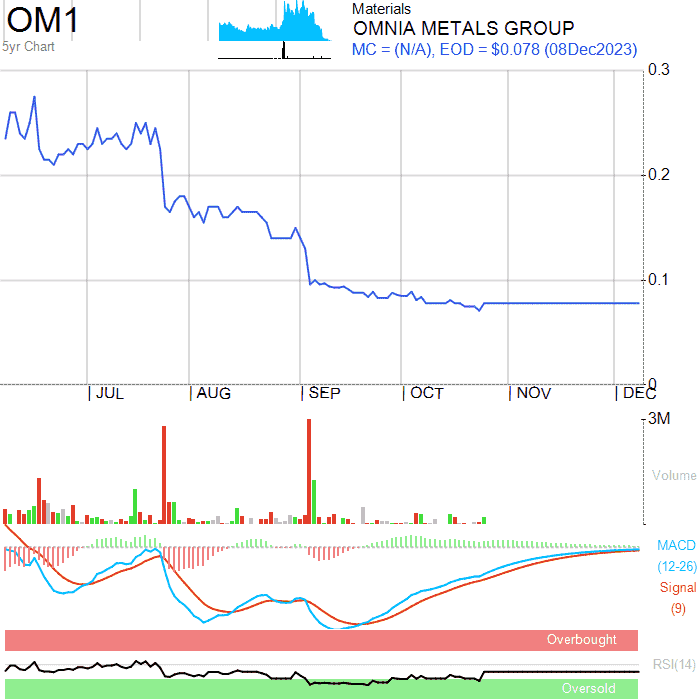 OM1
5yr Chart
Materials
OMNIA METALS GROUP
MC = (N/A), EOD = $0.078 (08Dec2023)
0.3
0.2
0.1
0
JUL AUG SEP OCT NOV DEC
3M
Volume
MACD
(12-26)
Signal
(9)
Overbought
RSI(14)
Oversold